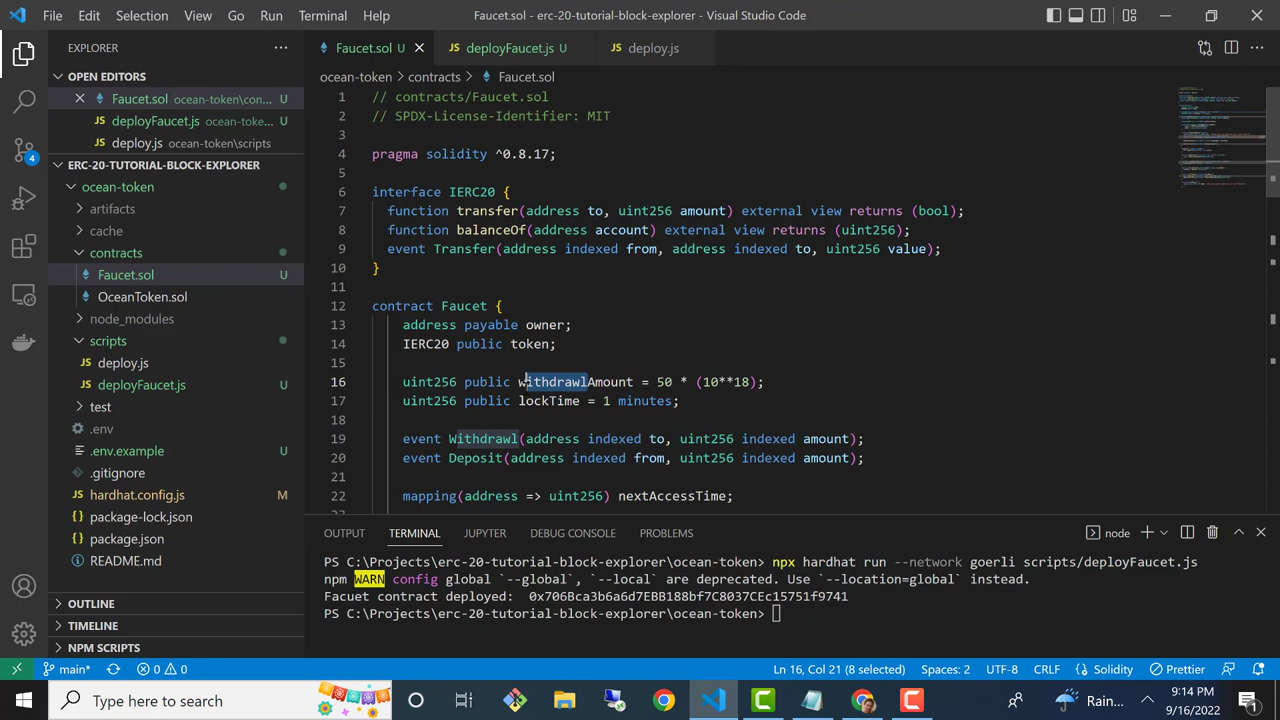 File Edit Selection View Go Run Terminal Help Faucet.sol - erc-20-tutorial-block-explorer - Visual Studio Code
EXPLORER
OPEN EDITORS
Faucet.sol ocean-token\con... U
deployFaucet.js ocean-toke... U
deploy.js ocean-token\scripts
ERC-20-TUTORIAL-BLOCK-EXPLORER
ocean-token
artifacts
cache
contracts
Faucet.sol U
OceanToken.sol
node_modules
scripts
deploy.js
deployFaucet.js U
test
.env
.env.example U
.gitignore
hardhat.config.js M
package-lock.json
package.json
README.md
OUTLINE
TIMELINE
NPM SCRIPTS
4
Faucet.sol U deployFaucet.js U deploy.js
ocean-token > contracts > Faucet.sol
1 // contracts/Faucet.sol
2 // SPDX-License-Identifier: MIT
3
4 pragma solidity ^0.8.17;
5
6 interface IERC20 {
7 function transfer(address to, uint256 amount) external view returns (bool);
8 function balanceOf(address account) external view returns (uint256);
9 event Transfer(address indexed from, address indexed to, uint256 value);
10 }
11
12 contract Faucet {
13 address payable owner;
14 IERC20 public token;
15
16 uint256 public withdrawlAmount = 50 * (10**18);
17 uint256 public lockTime = 1 minutes;
18
19 event Withdrawl(address indexed to, uint256 indexed amount);
20 event Deposit(address indexed from, uint256 indexed amount);
21
22 mapping(address => uint256) nextAccessTime;
OUTPUT TERMINAL JUPYTER DEBUG CONSOLE PROBLEMS node
PS C:\Projects\erc-20-tutorial-block-explorer\ocean-token> npx hardhat run --network goerli scripts/deployFaucet.js
npm WARN config global `--global`, `--local` are deprecated. Use `--location=global` instead.
Facuet contract deployed: 0x706Bca3b6a6d7EBB188bf7C8037CEc15751f9741
PS C:\Projects\erc-20-tutorial-block-explorer\ocean-token>
main* 0 0 Ln 16, Col 21 (8 selected) Spaces: 2 UTF-8 CRLF Solidity Prettier
Type here to search Rain... 9:14 PM
9/16/2022 1